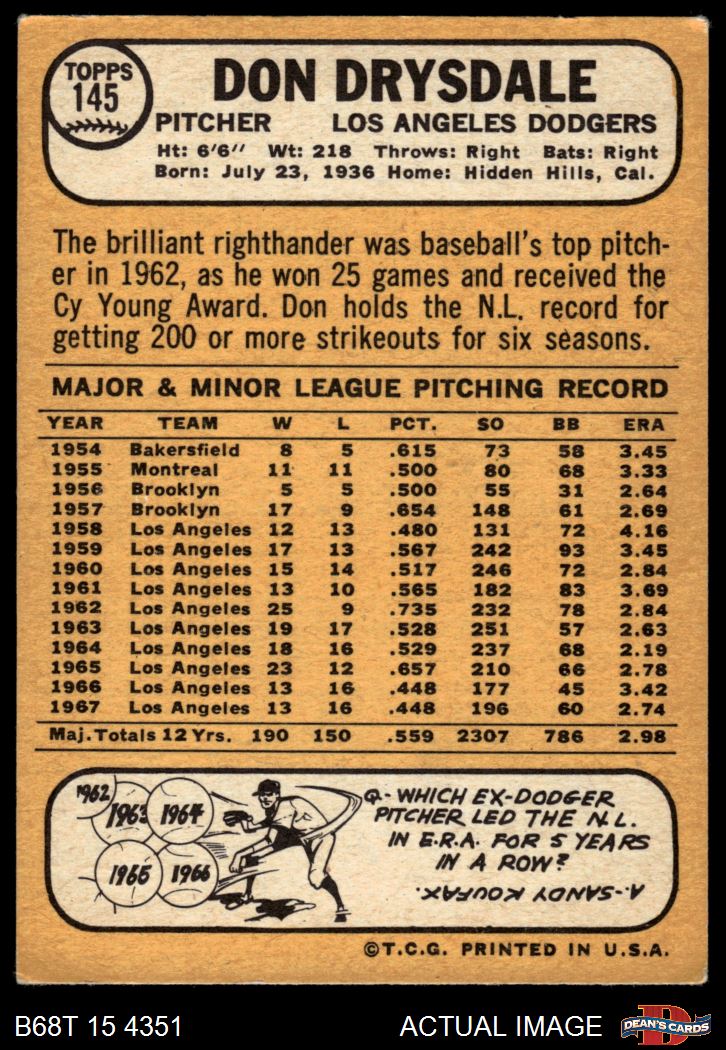 TOPPS
145
DON DRYSDALE
PITCHER LOS ANGELES DODGERS
Ht: 6'6" Wt: 218 Throws: Right Bats: Right
Born: July 23, 1936 Home: Hidden Hills, Cal.
The brilliant righthander was baseball's top pitch-
er in 1962, as he won 25 games and received the
Cy Young Award. Don holds the N.L. record for
getting 200 or more strikeouts for six seasons.
MAJOR & MINOR LEAGUE PITCHING RECORD
YEAR TEAM W L PCT. SO BB ERA
1954 Bakersfield 8 5 .615 73 58 3.45
1955 Montreal 11 11 .500 80 68 3.33
1956 Brooklyn 5 5 .500 55 31 2.64
1957 Brooklyn 17 9 .654 148 61 2.69
1958 Los Angeles 12 13 .480 131 72 4.16
1959 Los Angeles 17 13 .567 242 93 3.45
1960 Los Angeles 15 14 .517 246 72 2.84
1961 Los Angeles 13 10 .565 182 83 3.69
1962 Los Angeles 25 9 .735 232 78 2.84
1963 Los Angeles 19 17 .528 251 57 2.63
1964 Los Angeles 18 16 .529 237 68 2.19
1965 Los Angeles 23 12 .657 210 66 2.78
1966 Los Angeles 13 16 .448 177 45 3.42
1967 Los Angeles 13 16 .448 196 60 2.74
Maj. Totals 12 Yrs. 190 150 .559 2307 786 2.98
1962
1963
1964
1965
1966
Q.- WHICH EX-DODGER
PITCHER LED THE N.L.
IN E.R.A. FOR 5 YEARS
IN A ROW?
A.- SANDY KOUFAX.
©T.C.G. PRINTED IN U.S.A.
B68T 15 4351
ACTUAL IMAGE
D
DEAN'S CARDS